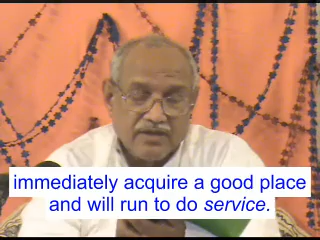 immediately acquire a good place
and will run to do service.